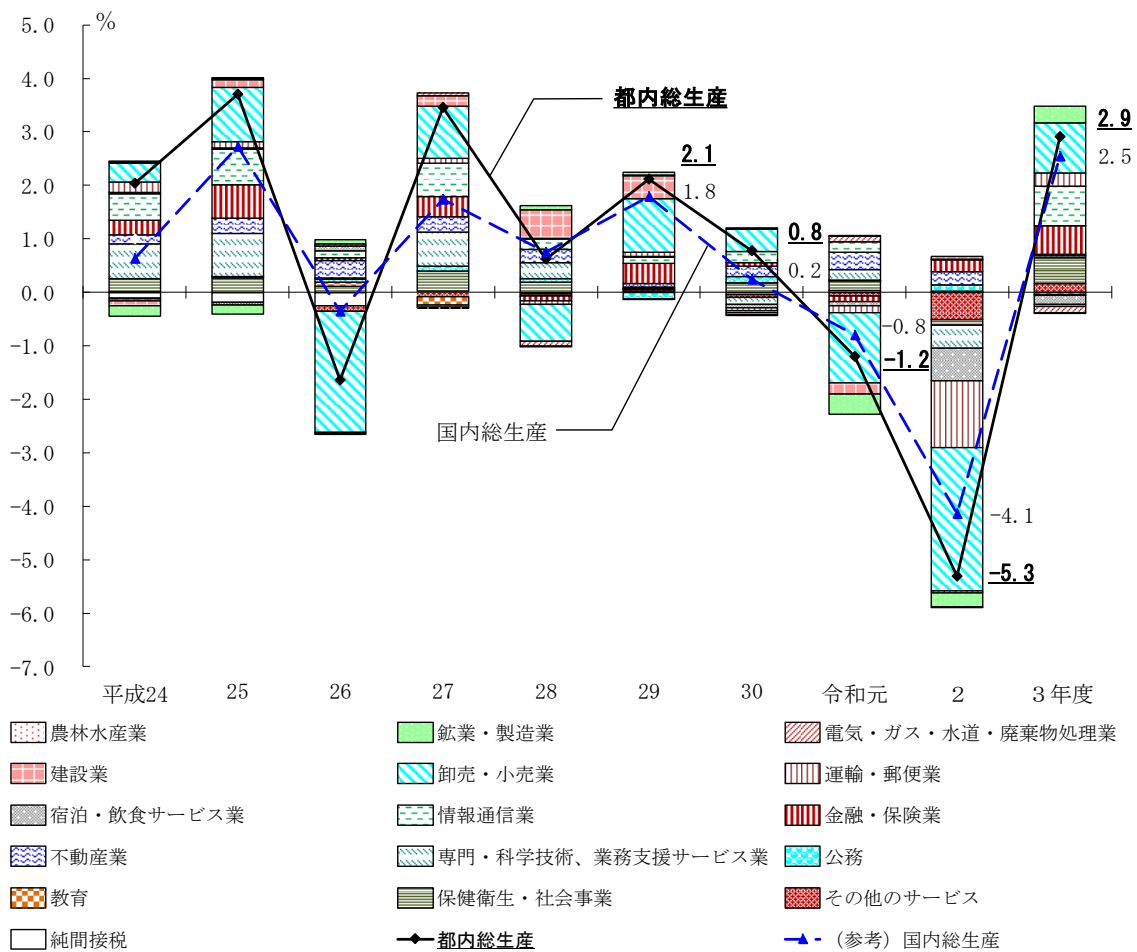 %
5.0
4.0
3.0
2.0
1.0
0.0
-1.0
-2.0
-3.0
-4.0
-5.0
-6.0
-7.0
都内総生産
国内総生産
2.1
1.8
0.8
0.2
-0.8
-1.2
-4.1
-5.3
2.9
2.5
平成24 25 26 27 28 29 30 令和元 2 3年度
農林水産業 鉱業・製造業 電気・ガス・水道・廃棄物処理業
建設業 卸売・小売業 運輸・郵便業
宿泊・飲食サービス業 情報通信業 金融・保険業
不動産業 専門・科学技術、業務支援サービス業 公務
教育 保健衛生・社会事業 その他のサービス
純間接税 都内総生産 (参考) 国内総生産